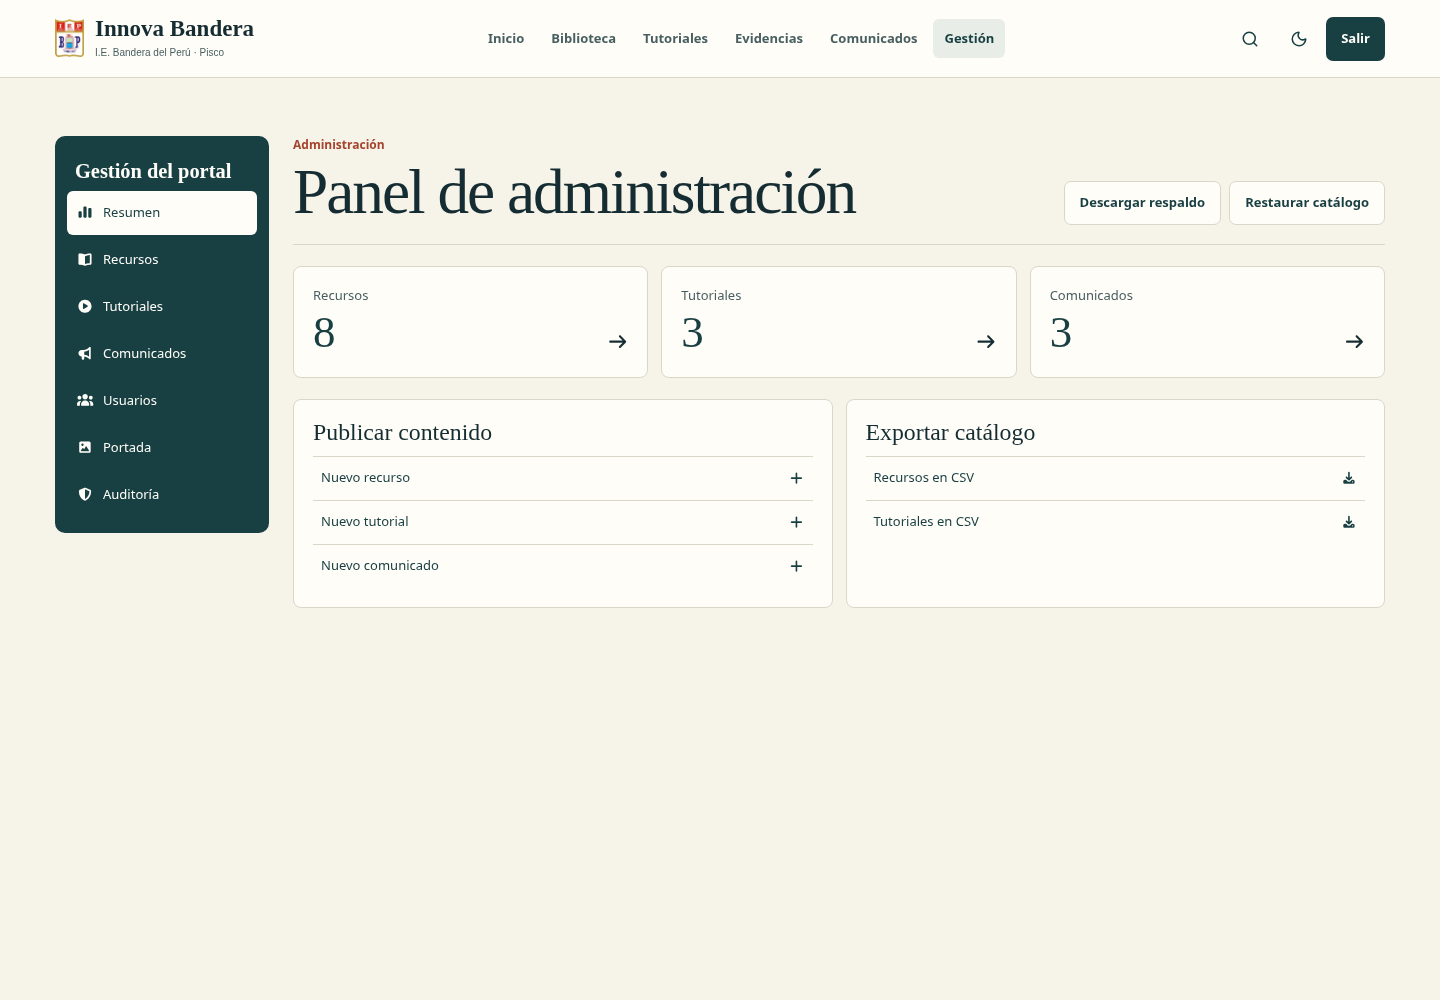 Innova Bandera
I.E. Bandera del Perú · Pisco
Inicio
Biblioteca
Tutoriales
Evidencias
Comunicados
Gestión
Salir
Gestión del portal
Resumen
Recursos
Tutoriales
Comunicados
Usuarios
Portada
Auditoría
Administración
Panel de administración
Descargar respaldo
Restaurar catálogo
Recursos
8
Tutoriales
3
Comunicados
3
Publicar contenido
Nuevo recurso
Nuevo tutorial
Nuevo comunicado
Exportar catálogo
Recursos en CSV
Tutoriales en CSV